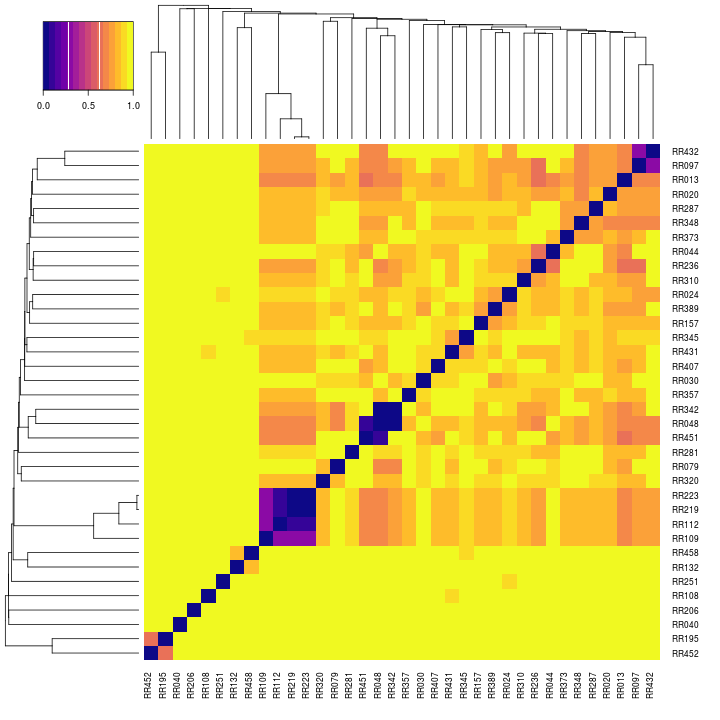 0.0 0.5 1.0
RR432
RR097
RR013
RR020
RR287
RR348
RR373
RR044
RR236
RR310
RR024
RR389
RR157
RR345
RR431
RR407
RR030
RR357
RR342
RR048
RR451
RR281
RR079
RR320
RR223
RR219
RR112
RR109
RR458
RR132
RR251
RR108
RR206
RR040
RR195
RR452
RR452
RR195
RR040
RR206
RR108
RR251
RR132
RR458
RR109
RR112
RR219
RR223
RR320
RR079
RR281
RR451
RR048
RR342
RR357
RR030
RR407
RR431
RR345
RR157
RR389
RR024
RR310
RR236
RR044
RR373
RR348
RR287
RR020
RR013
RR097
RR432